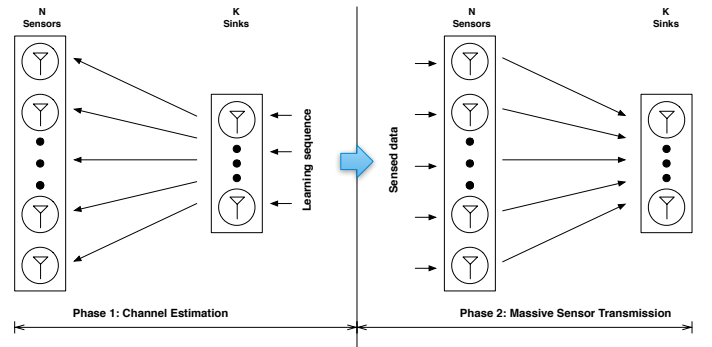 N
Sensors
K
Sinks
Learning sequence
Phase 1: Channel Estimation
N
Sensors
K
Sinks
Sensed data
Phase 2: Massive Sensor Transmission